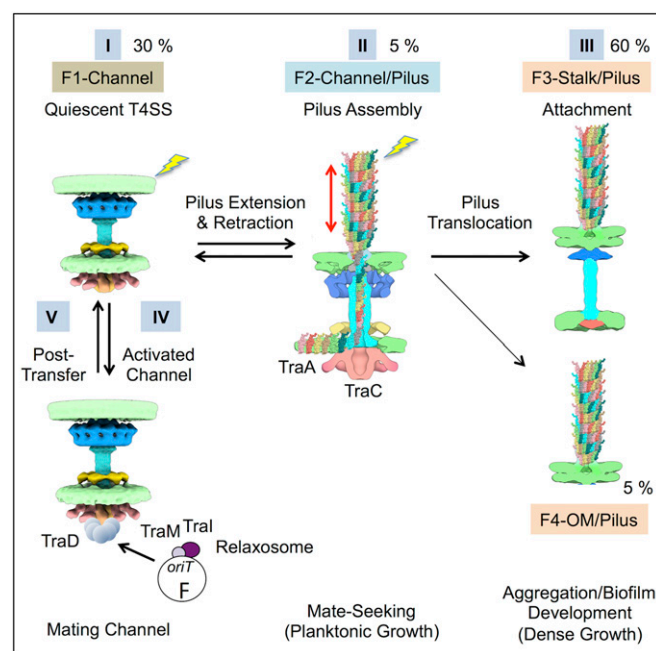 I 30 %
F1-Channel
Quiescent T4SS
II 5 %
F2-Channel/Pilus
Pilus Assembly
III 60 %
F3-Stalk/Pilus
Attachment
Pilus Extension
& Retraction
Pilus
Translocation
V
Post-
Transfer
IV
Activated
Channel
TraA
TraC
TraD
TraM
TraI
Relaxosome
oriT
F
Mating Channel
Mate-Seeking
(Planktonic Growth)
5 %
F4-OM/Pilus
Aggregation/Biofilm
Development
(Dense Growth)